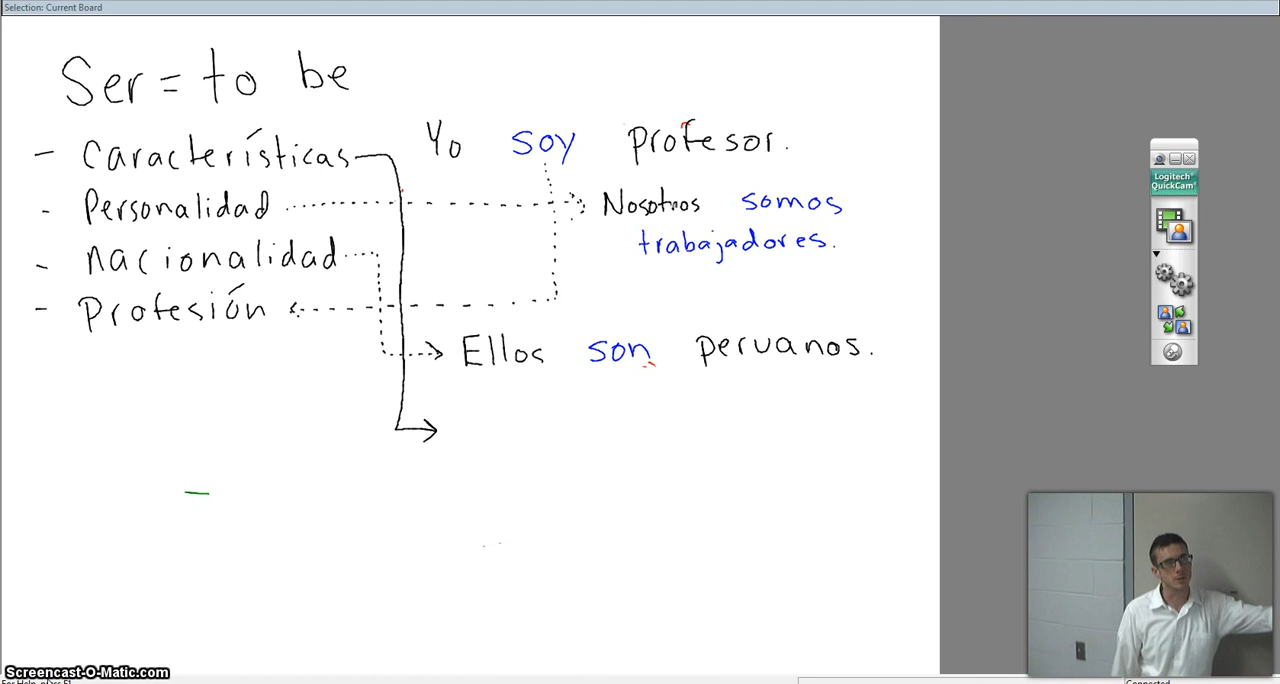 Selection: Current Board
Ser = to be
- Características
- Personalidad
- Nacionalidad
- Profesión
Yo soy profesor.
Nosotros somos
trabajadores.
Ellos son peruanos.
Logitech®
QuickCam®
Screencast-O-Matic.com
Connected